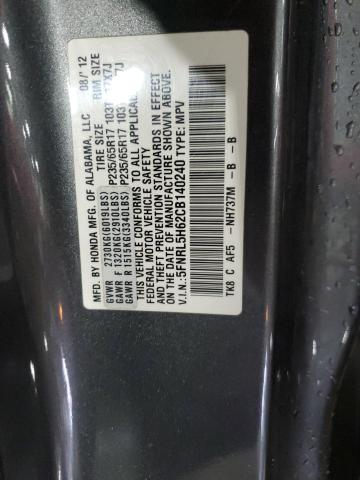 MFD. BY HONDA MFG. OF ALABAMA, LLC 08/'12
TIRE SIZE RIM SIZE
GVWR 2730KG(6019LBS)
GAWR F 1320KG(2910LBS) P235/65R17 103T 17X7J
GAWR R 1515KG(3340LBS) P235/65R17 103T 7J
THIS VEHICLE CONFORMS TO ALL APPLICABLE
FEDERAL MOTOR VEHICLE SAFETY
AND THEFT PREVENTION STANDARDS IN EFFECT
ON THE DATE OF MANUFACTURE SHOWN ABOVE.
V.I.N.:5FNRL5H62CB140240 TYPE: MPV
TK8 C AF5 -NH737M -B -B